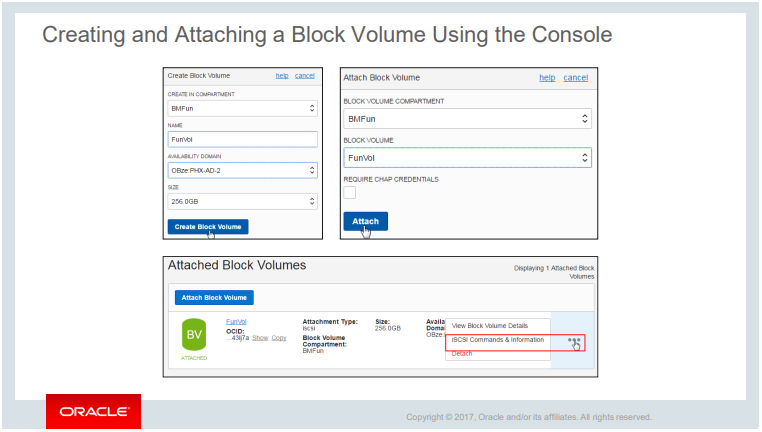 Creating and Attaching a Block Volume Using the Console
Create Block Volume help cancel
CREATE IN COMPARTMENT
BMFun
NAME
FunVol
AVAILABILITY DOMAIN
OBze:PHX-AD-2
SIZE
256.0GB
Create Block Volume
Attach Block Volume help cancel
BLOCK VOLUME COMPARTMENT
BMFun
BLOCK VOLUME
FunVol
REQUIRE CHAP CREDENTIALS
Attach
Attached Block Volumes
Displaying 1 Attached Block
Volumes
Attach Block Volume
BV
ATTACHED
FunVol
OCID:
...43ij7a Show Copy
Attachment Type:
iscsi
Block Volume
Compartment:
BMFun
Size:
256.0GB
Availa
Domai
OBze:
View Block Volume Details
iSCSI Commands & Information
Detach
ORACLE
Copyright © 2017, Oracle and/or its affiliates. All rights reserved.